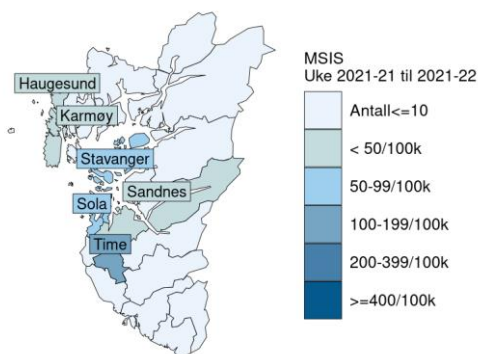 Haugesund
Karmøy
Stavanger
Sandnes
Sola
Time
MSIS
Uke 2021-21 til 2021-22
Antall<=10
< 50/100k
50-99/100k
100-199/100k
200-399/100k
>=400/100k